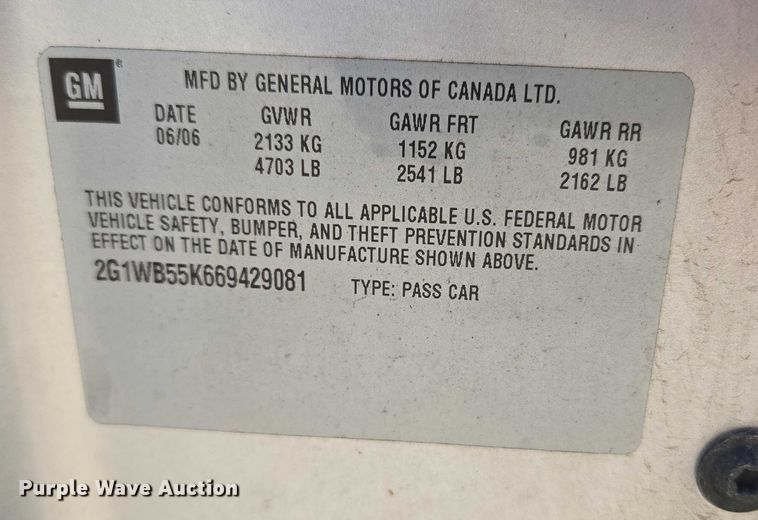 GM®
MFD BY GENERAL MOTORS OF CANADA LTD.
DATE GVWR GAWR FRT GAWR RR
06/06 2133 KG 1152 KG 981 KG
4703 LB 2541 LB 2162 LB
THIS VEHICLE CONFORMS TO ALL APPLICABLE U.S. FEDERAL MOTOR
VEHICLE SAFETY, BUMPER, AND THEFT PREVENTION STANDARDS IN
EFFECT ON THE DATE OF MANUFACTURE SHOWN ABOVE.
2G1WB55K669429081 TYPE: PASS CAR
Purple Wave Auction